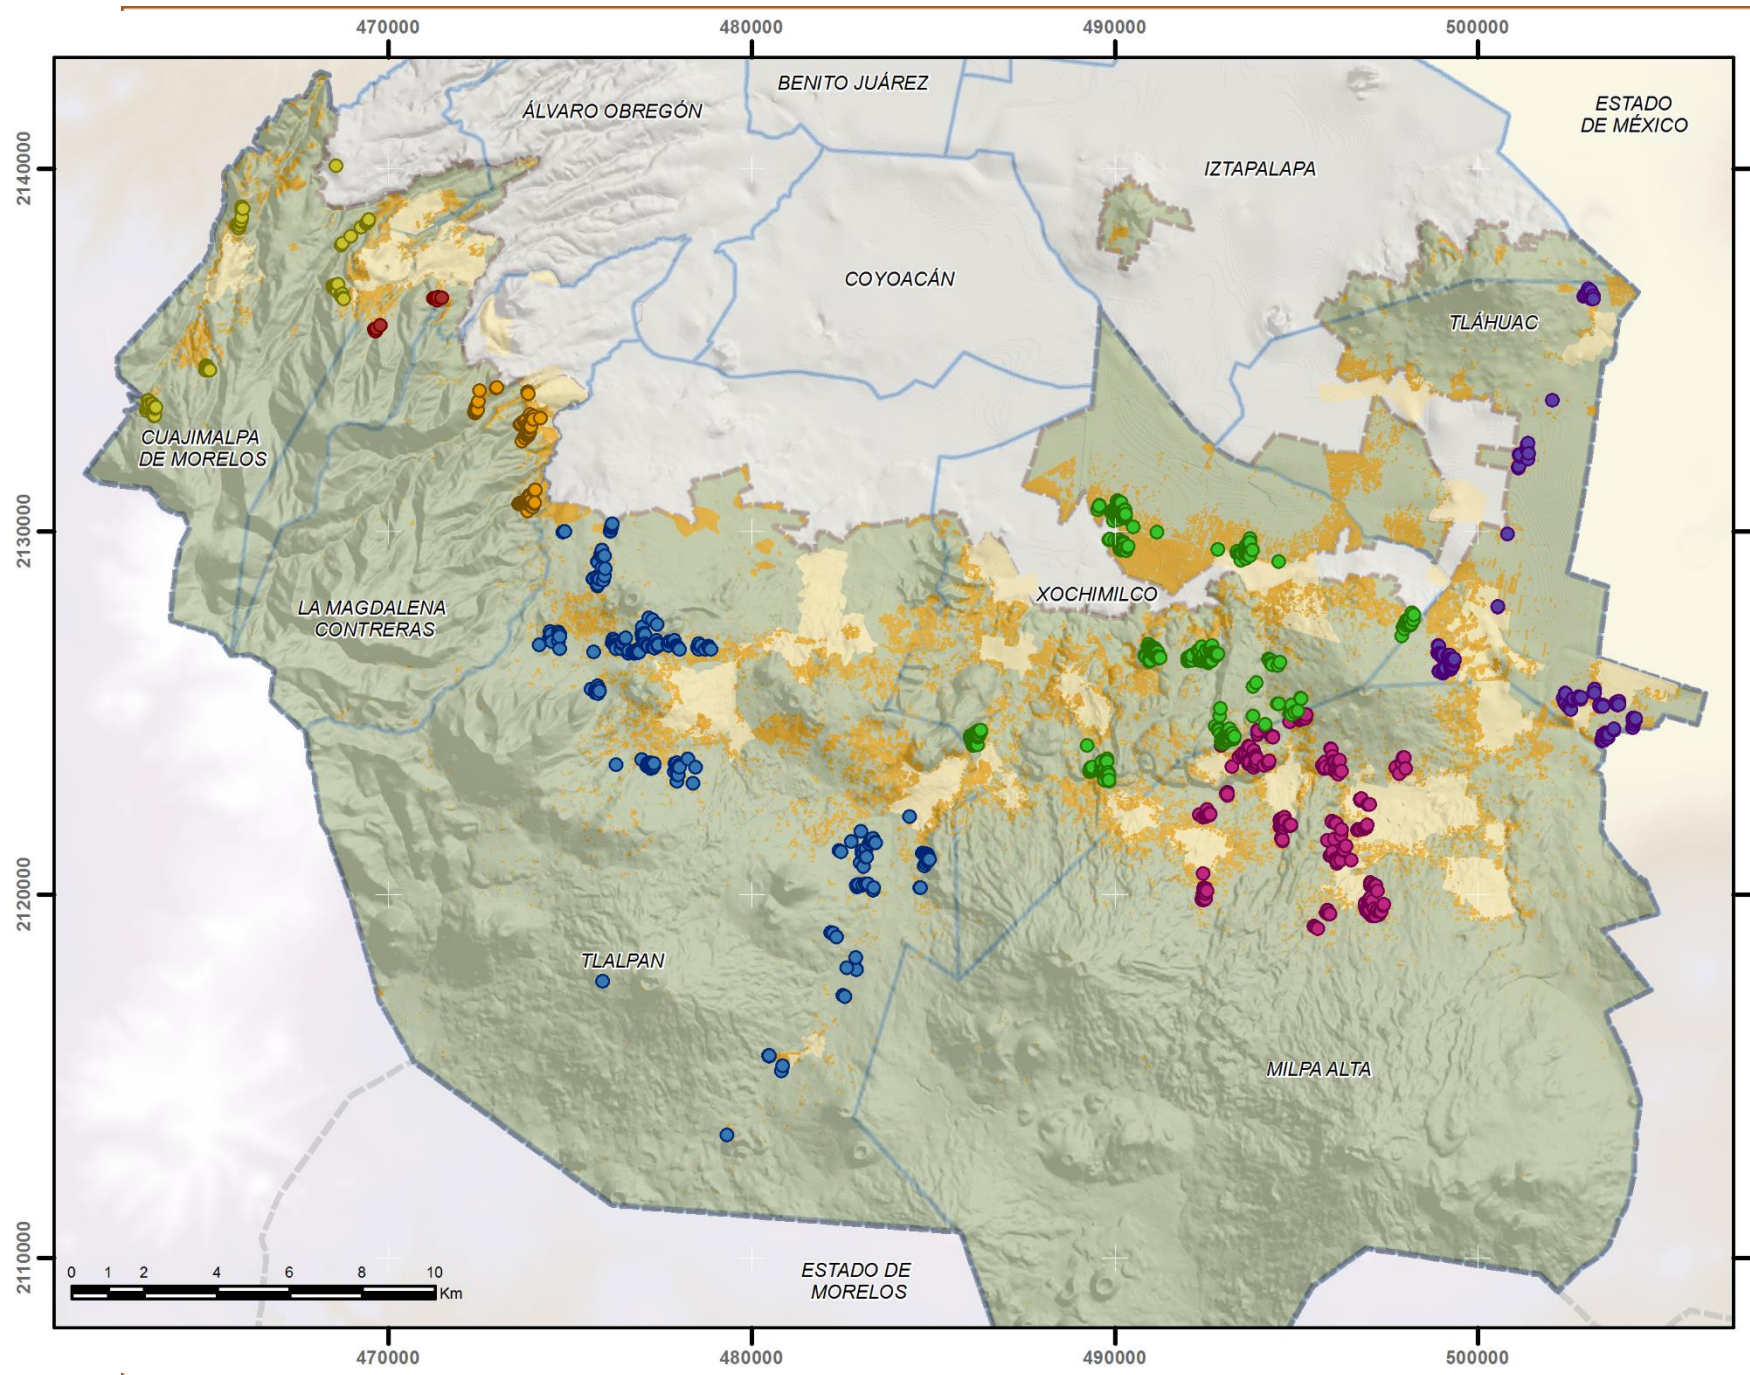 470000 480000 490000 500000
BENITO JUÁREZ
ÁLVARO OBREGÓN
ESTADO
DE MÉXICO
2140000
IZTAPALAPA
COYOACÁN
TLÁHUAC
CUAJIMALPA
DE MORELOS
2130000
XOCHIMILCO
LA MAGDALENA
CONTRERAS
2120000
TLALPAN
MILPA ALTA
2110000
ESTADO DE
MORELOS
0 1 2 4 6 8 10
Km
470000 480000 490000 500000